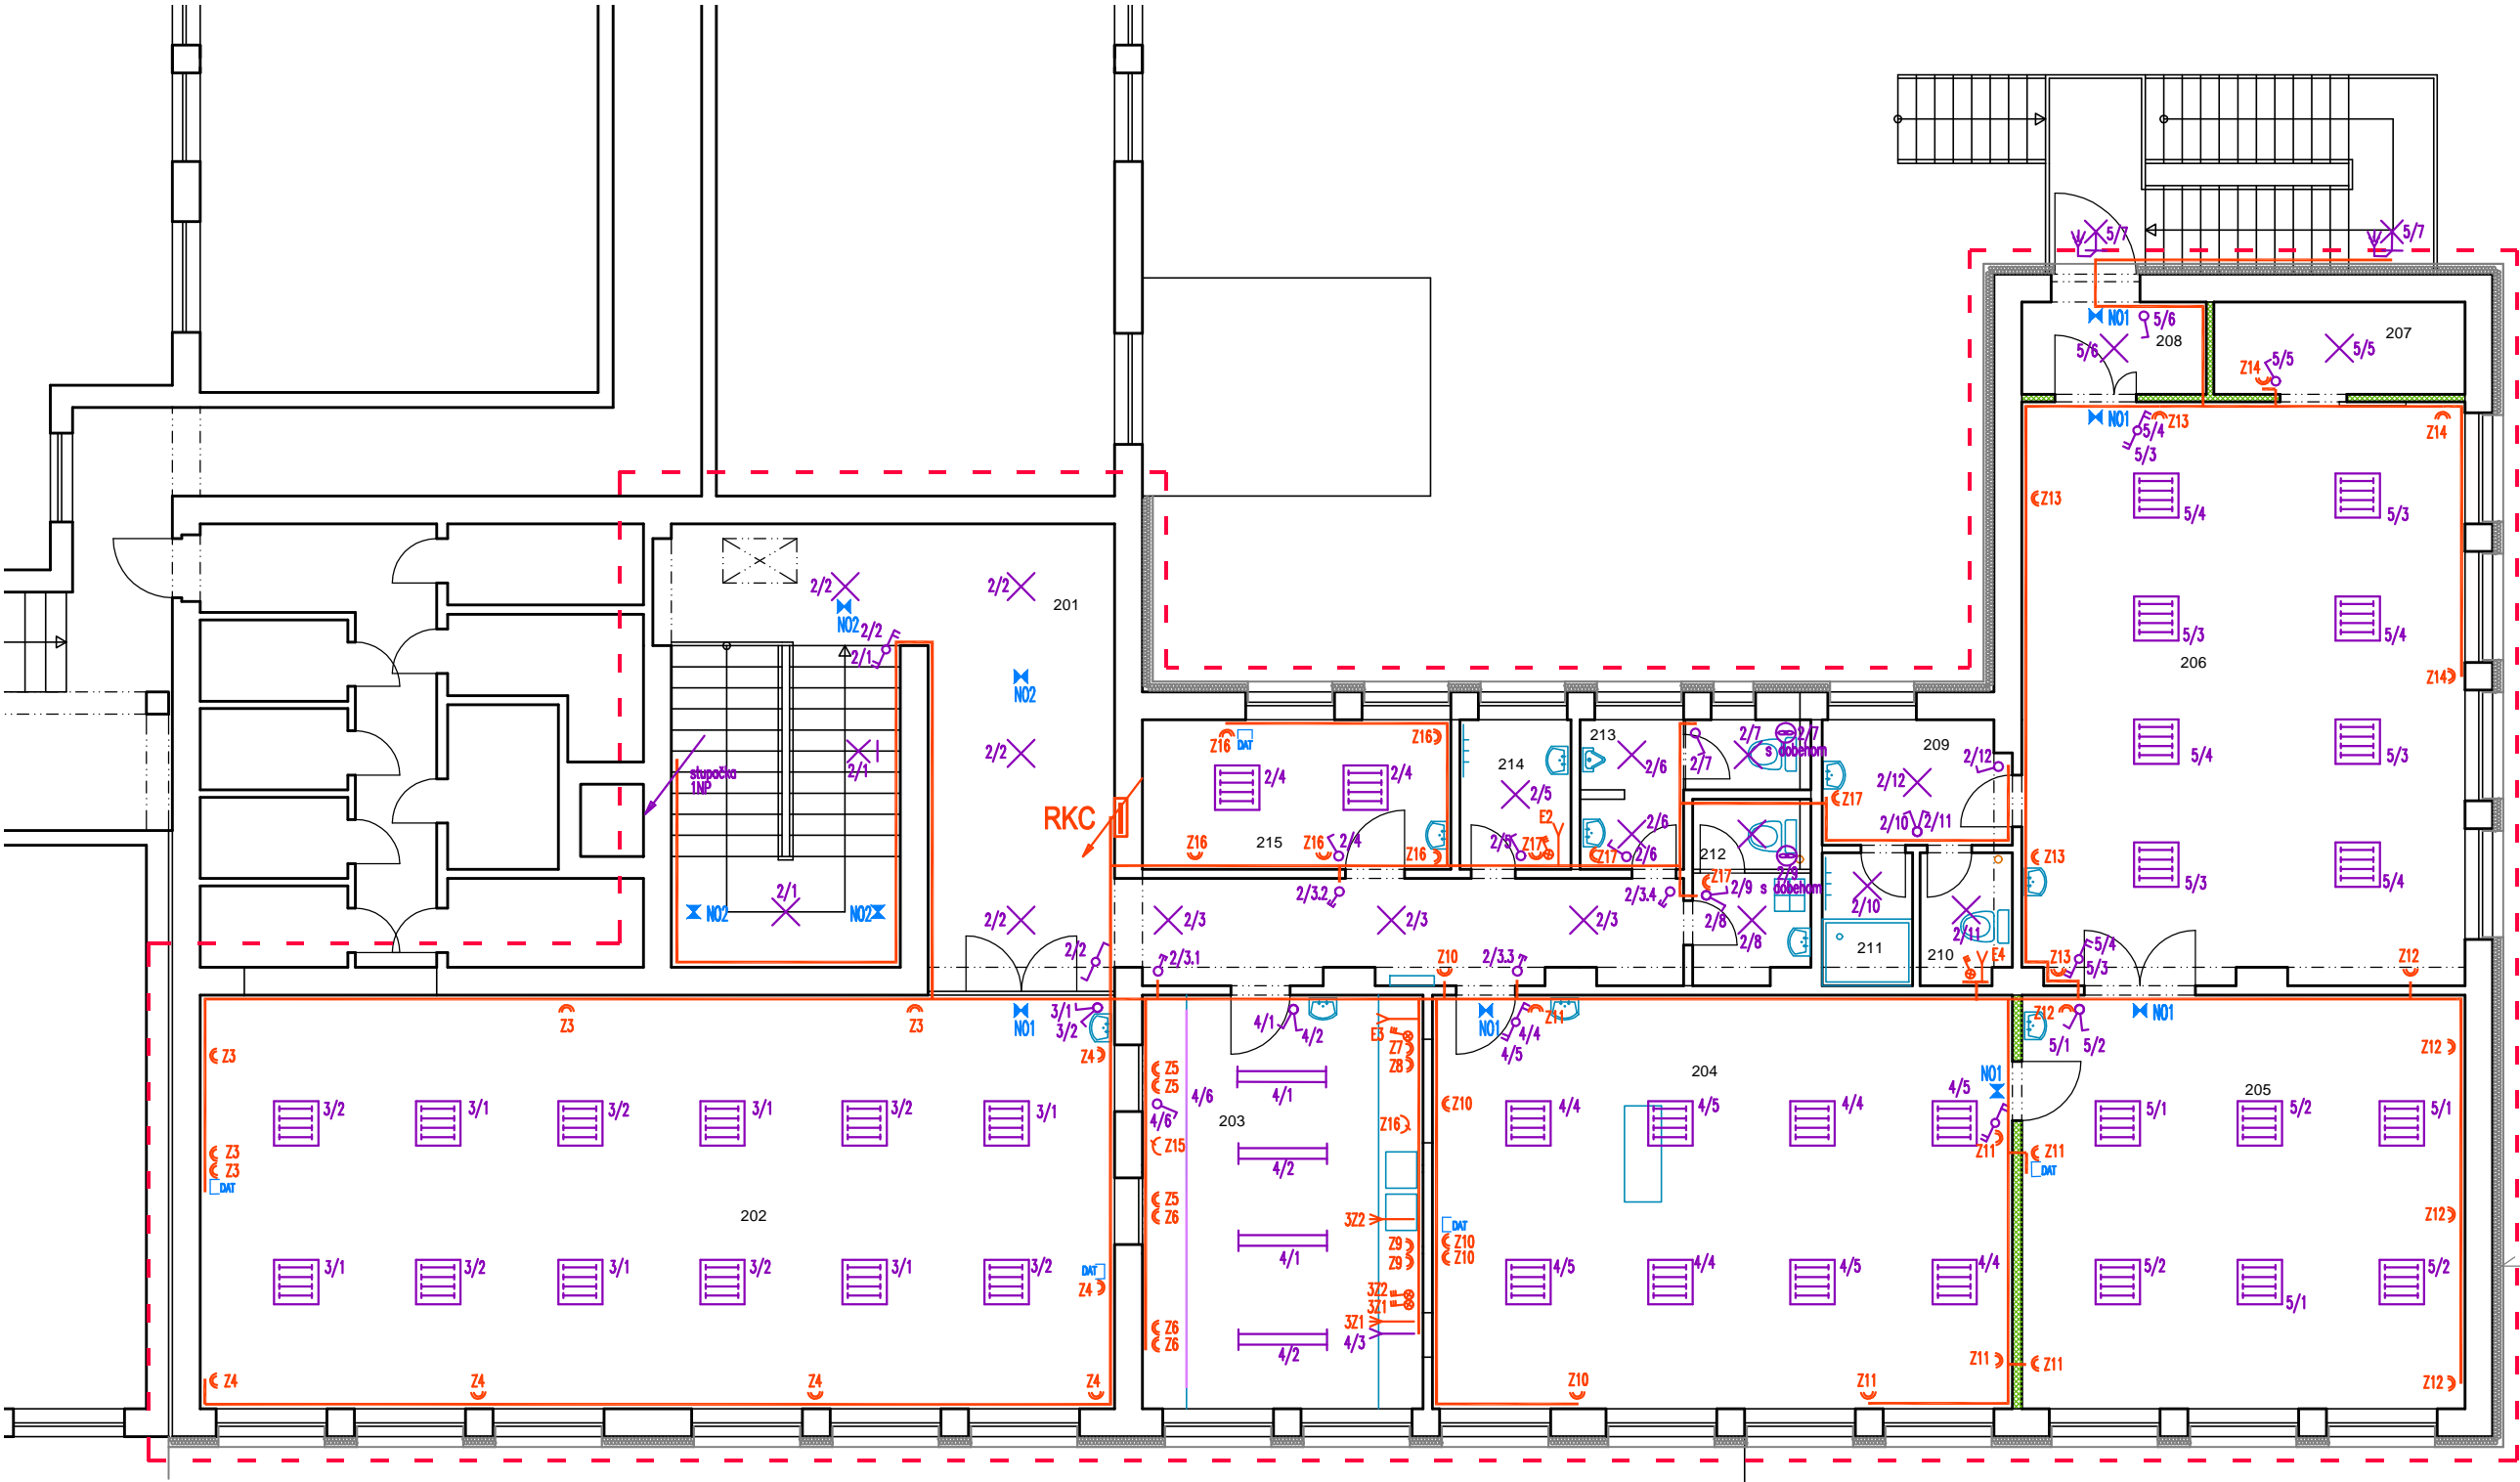 5/7
5/7
NO1
5/6
208
5/6
207
5/5
5/5
Z14
NO1
Z13
5/4
5/3
Z14
Z13
5/4
5/3
5/3
5/4
206
Z14
5/4
5/3
5/3
5/4
Z13
5/4
5/3
Z13
Z12
2/2
2/2
201
NO2
2/2
2/1
NO2
2/2
2/1
stupačka
1NP
2/1
NO2
NO2
2/2
2/2
RKC
Z16
DAT
Z16
2/4
2/4
Z16
215
Z16
2/4
Z16
214
2/5
2/5
Z17
E2
213
2/6
2/6
Z17
2/6
2/7
2/7
2/7
s dobehom
212
2/9
Z17
2/9
s dobehom
2/8
2/8
209
2/12
2/12
Z17
2/10
2/11
2/10
211
2/11
210
E4
2/3
2/3.2
2/3
2/3
2/3.4
2/3.1
Z10
2/3.3
Z3
Z3
NO1
3/1
3/2
Z3
Z4
3/2
3/1
3/2
3/1
3/2
3/1
Z3
Z3
DAT
202
3/1
3/2
3/1
3/2
3/1
3/2
DAT
Z4
Z4
Z4
Z4
Z4
4/1
4/2
E3
Z7
Z8
Z5
Z5
4/6
4/6
4/1
203
Z16
Z15
4/2
Z5
Z6
3Z2
4/1
Z9
Z9
3Z2
3Z1
3Z1
Z6
Z6
4/2
4/3
NO1
Z11
4/4
4/5
204
Z10
4/4
4/5
4/4
4/5
NO1
Z11
DAT
Z10
Z10
4/5
4/4
4/5
4/4
Z10
Z11
Z11
Z12
5/1
5/2
NO1
Z12
205
5/1
5/2
5/1
Z11
DAT
Z12
5/2
5/1
5/2
Z11
Z12